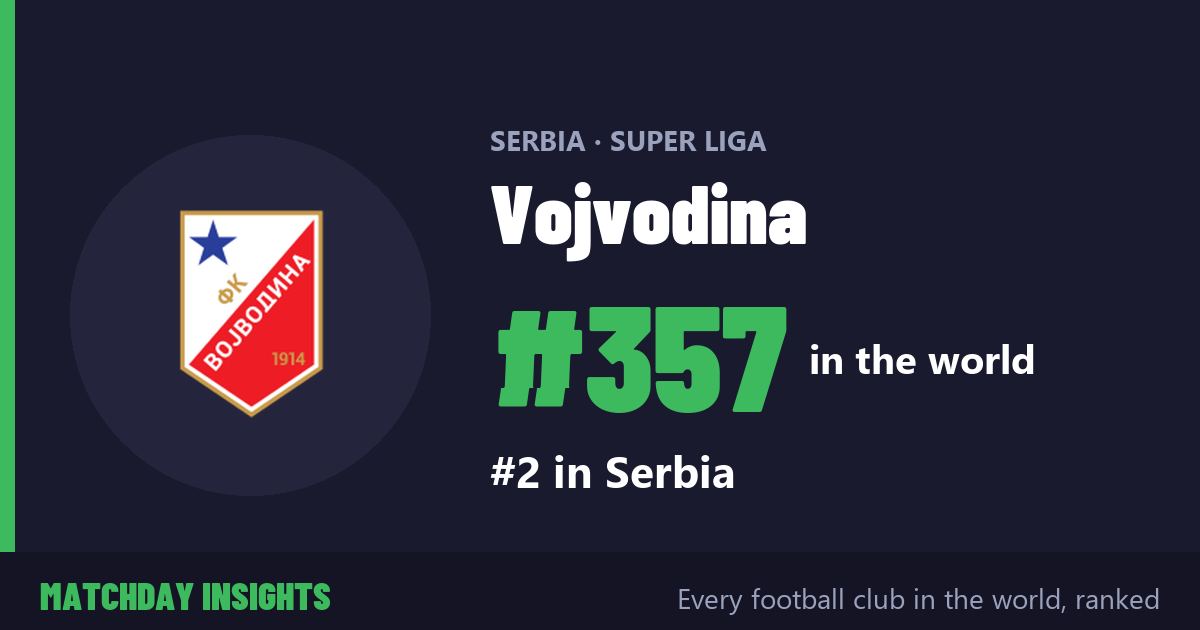 SERBIA · SUPER LIGA
Vojvodina
ФК
ВОЈВОДИНА
1914
#357 in the world
#2 in Serbia
MATCHDAY INSIGHTS
Every football club in the world, ranked